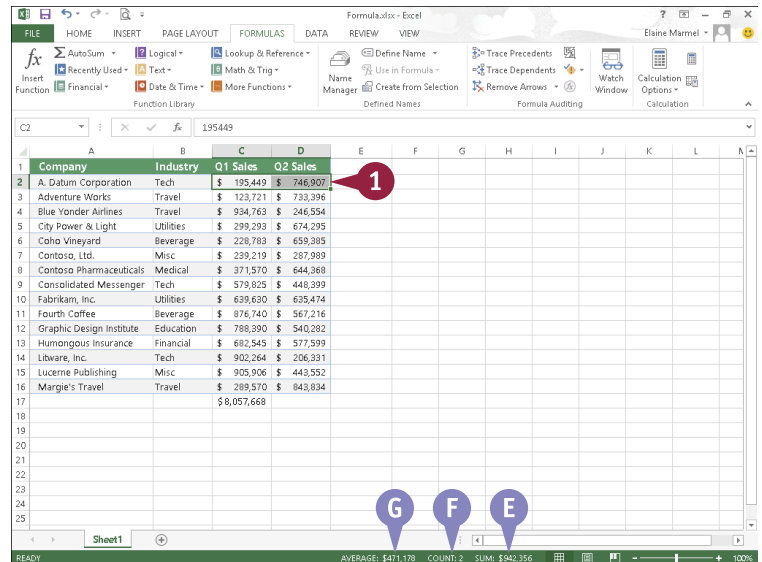 Formula.xlsx - Excel
FILE HOME INSERT PAGE LAYOUT FORMULAS DATA REVIEW VIEW Elaine Marmel
fx Insert Function
AutoSum Logical Lookup & Reference
Recently Used Text Math & Trig
Financial Date & Time More Functions
Function Library
Name Manager
Define Name
Use in Formula
Create from Selection
Defined Names
Trace Precedents
Trace Dependents
Remove Arrows
Watch Window
Formula Auditing
Calculation Options
Calculation
C2 fx 195449
A B C D E F G H I J K L
1 Company Industry Q1 Sales Q2 Sales
2 A. Datum Corporation Tech $ 195,449 $ 746,907
1
3 Adventure Works Travel $ 123,721 $ 733,396
4 Blue Yonder Airlines Travel $ 934,763 $ 246,554
5 City Power & Light Utilities $ 299,293 $ 674,295
6 Coho Vineyard Beverage $ 228,783 $ 659,385
7 Contoso, Ltd. Misc $ 239,219 $ 287,989
8 Contoso Pharmaceuticals Medical $ 371,570 $ 644,368
9 Consolidated Messenger Tech $ 579,825 $ 448,399
10 Fabrikam, Inc. Utilities $ 639,630 $ 635,474
11 Fourth Coffee Beverage $ 876,740 $ 567,216
12 Graphic Design Institute Education $ 788,390 $ 540,282
13 Humongous Insurance Financial $ 682,545 $ 577,599
14 Litware, Inc. Tech $ 902,264 $ 206,331
15 Lucerne Publishing Misc $ 905,906 $ 443,552
16 Margie's Travel Travel $ 289,570 $ 843,834
17 $8,057,668
18
19
20
21
22
23
24
25
G F E
Sheet1
READY AVERAGE: $471,178 COUNT: 2 SUM: $942,356 100%